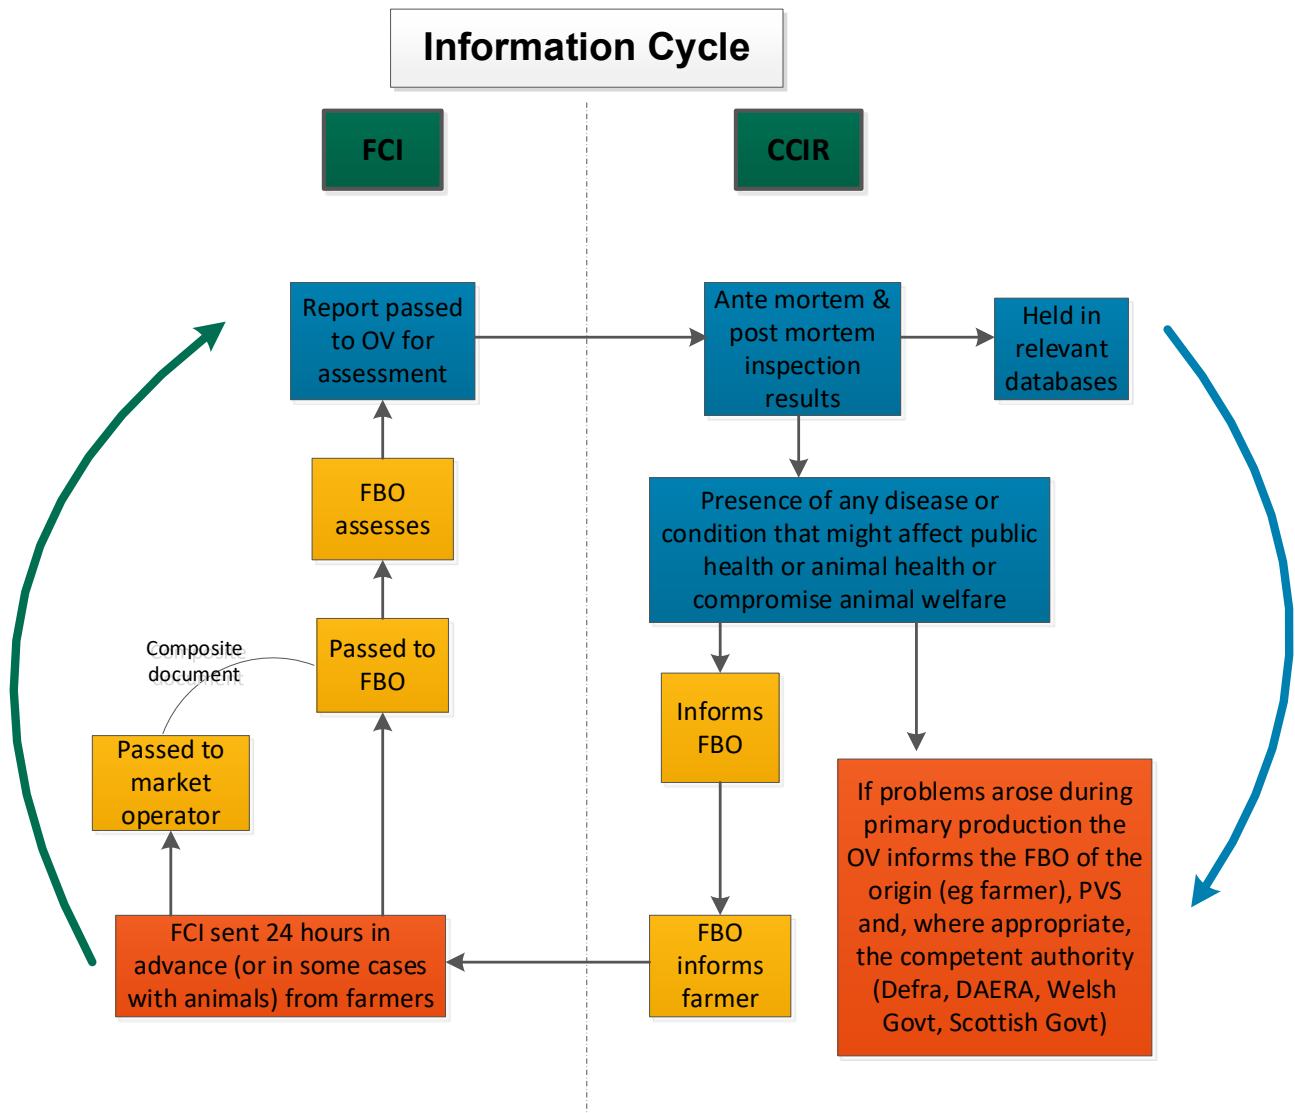 Information Cycle
FCI
CCIR
Report passed
to OV for
assessment
Ante mortem &
post mortem
inspection
results
Held in
relevant
databases
FBO
assesses
Presence of any disease or
condition that might affect public
health or animal health or
compromise animal welfare
Composite
document
Passed to
FBO
Informs
FBO
Passed to
market
operator
If problems arose during
primary production the
OV informs the FBO of the
origin (eg farmer), PVS
and, where appropriate,
the competent authority
(Defra, DAERA, Welsh
Govt, Scottish Govt)
FCI sent 24 hours in
advance (or in some cases
with animals) from farmers
FBO
informs
farmer